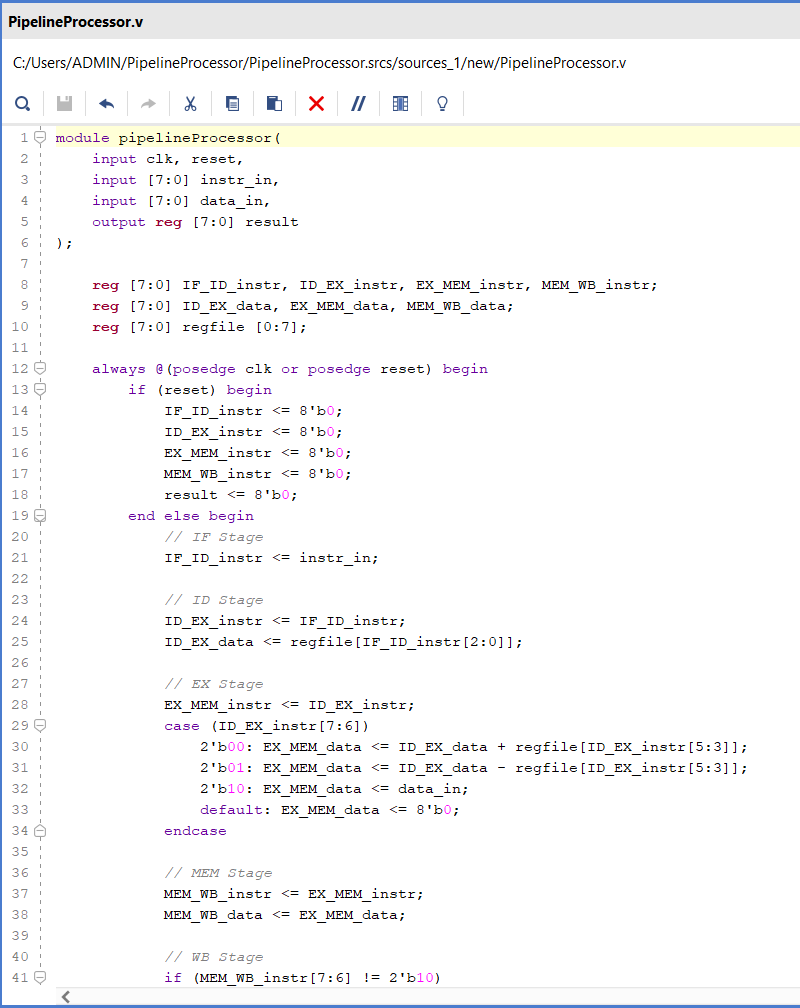 PipelineProcessor.v
C:/Users/ADMIN/PipelineProcessor/PipelineProcessor.srcs/sources_1/new/PipelineProcessor.v
1 module pipelineProcessor(
2     input clk, reset,
3     input [7:0] instr_in,
4     input [7:0] data_in,
5     output reg [7:0] result
6 );
7
8     reg [7:0] IF_ID_instr, ID_EX_instr, EX_MEM_instr, MEM_WB_instr;
9     reg [7:0] ID_EX_data, EX_MEM_data, MEM_WB_data;
10     reg [7:0] regfile [0:7];
11
12     always @(posedge clk or posedge reset) begin
13         if (reset) begin
14             IF_ID_instr <= 8'b0;
15             ID_EX_instr <= 8'b0;
16             EX_MEM_instr <= 8'b0;
17             MEM_WB_instr <= 8'b0;
18             result <= 8'b0;
19         end else begin
20             // IF Stage
21             IF_ID_instr <= instr_in;
22
23             // ID Stage
24             ID_EX_instr <= IF_ID_instr;
25             ID_EX_data <= regfile[IF_ID_instr[2:0]];
26
27             // EX Stage
28             EX_MEM_instr <= ID_EX_instr;
29             case (ID_EX_instr[7:6])
30                 2'b00: EX_MEM_data <= ID_EX_data + regfile[ID_EX_instr[5:3]];
31                 2'b01: EX_MEM_data <= ID_EX_data - regfile[ID_EX_instr[5:3]];
32                 2'b10: EX_MEM_data <= data_in;
33                 default: EX_MEM_data <= 8'b0;
34             endcase
35
36             // MEM Stage
37             MEM_WB_instr <= EX_MEM_instr;
38             MEM_WB_data <= EX_MEM_data;
39
40             // WB Stage
41             if (MEM_WB_instr[7:6] != 2'b10)